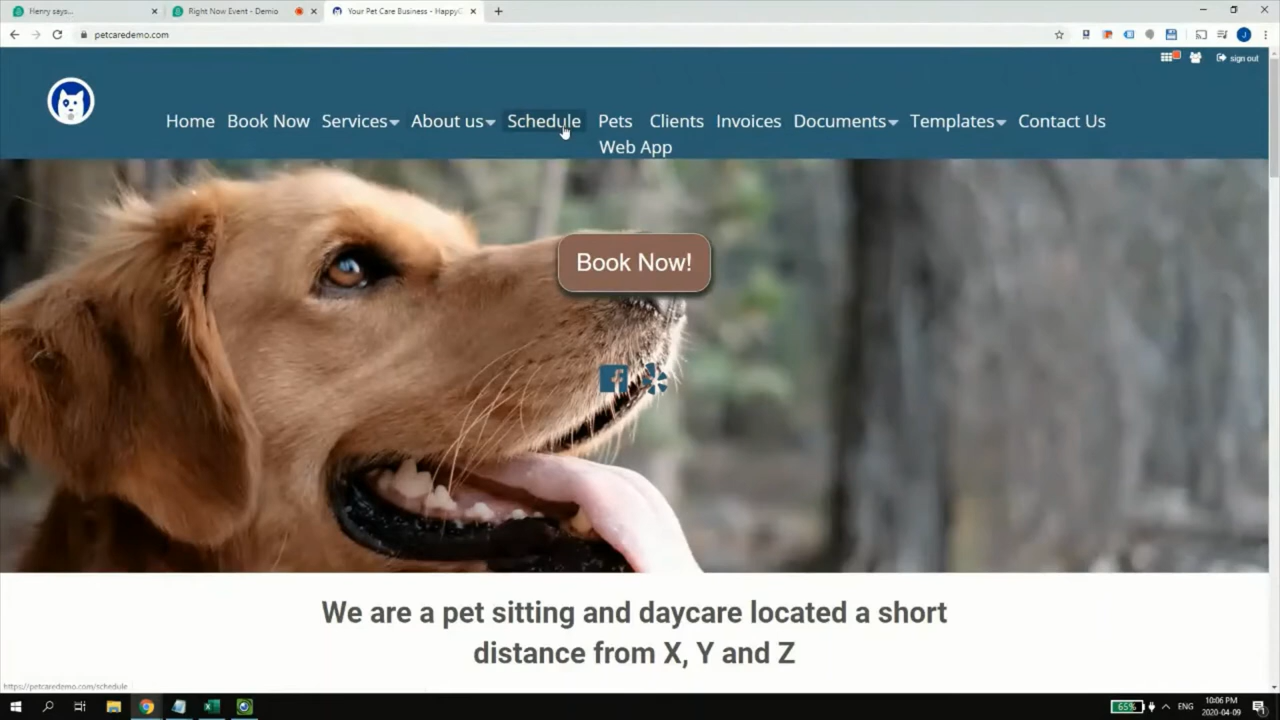 Henry says...
Right Now Event - Demio
Your Pet Care Business - HappyC
petcaredemo.com
sign out
Home Book Now Services About us Schedule Pets Clients Invoices Documents Templates Contact Us
Web App
Book Now!
We are a pet sitting and daycare located a short
distance from X, Y and Z
https://petcaredemo.com/schedule
65%
ENG
10:06 PM
2020-04-09